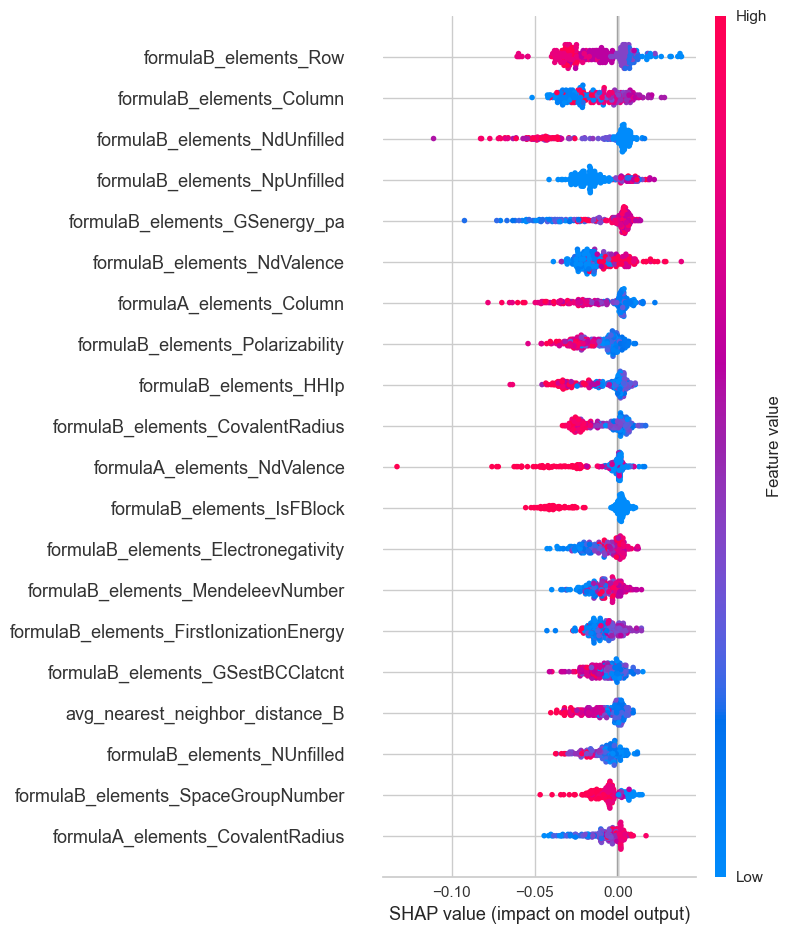 High
formulaB_elements_Row
formulaB_elements_Column
formulaB_elements_NdUnfilled
formulaB_elements_NpUnfilled
formulaB_elements_GSenergy_pa
formulaB_elements_NdValence
formulaA_elements_Column
formulaB_elements_Polarizability
formulaB_elements_HHIp
formulaB_elements_CovalentRadius
formulaA_elements_NdValence
formulaB_elements_IsFBlock
formulaB_elements_Electronegativity
formulaB_elements_MendeleevNumber
formulaB_elements_FirstIonizationEnergy
formulaB_elements_GSestBCClatcnt
avg_nearest_neighbor_distance_B
formulaB_elements_NUnfilled
formulaB_elements_SpaceGroupNumber
formulaA_elements_CovalentRadius
Feature value
Low
−0.10 −0.05 0.00
SHAP value (impact on model output)